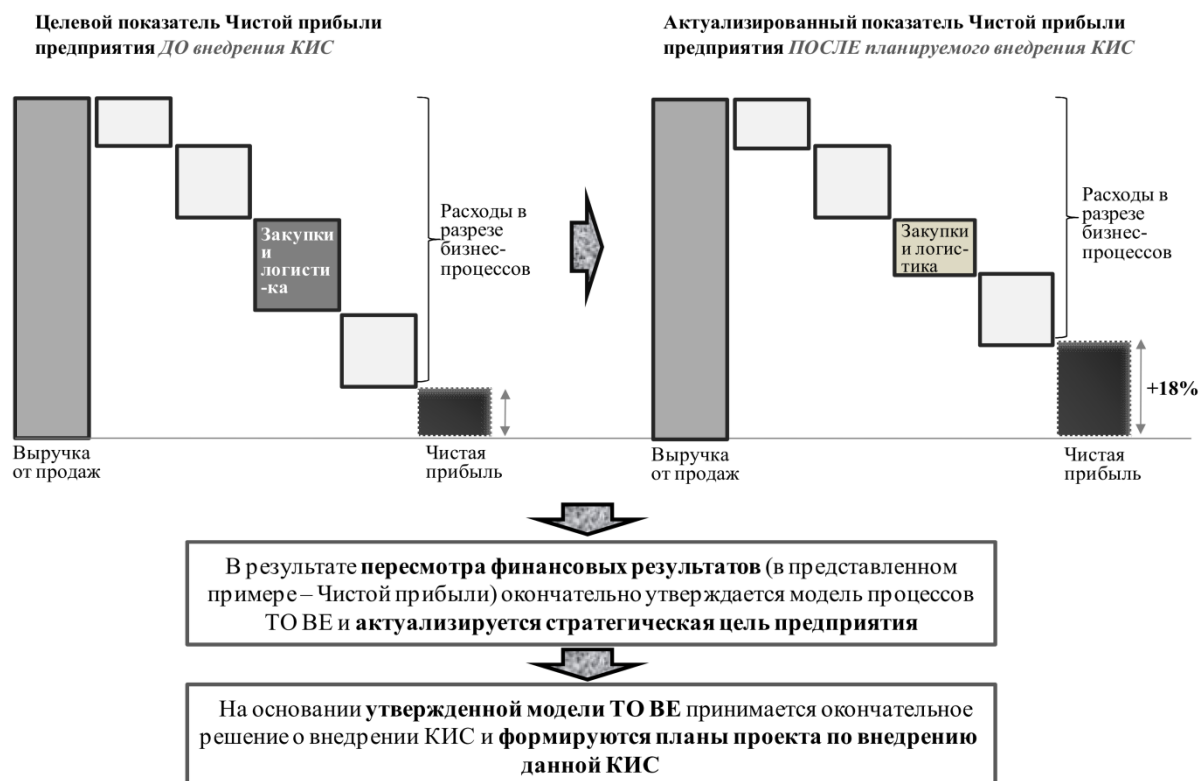 Целевой показатель Чистой прибыли
предприятия ДО внедрения КИС
Закупки
и
логисти
-ка
Расходы в
разрезе
бизнес-
процессов
Выручка
от продаж
Чистая
прибыль
Актуализированный показатель Чистой прибыли
предприятия ПОСЛЕ планируемого внедрения КИС
Закупки
и логис-
тика
Расходы в
разрезе
бизнес-
процессов
+18%
Выручка
от продаж
Чистая
прибыль
В результате пересмотра финансовых результатов (в представленном
примере – Чистой прибыли) окончательно утверждается модель процессов
TO BE и актуализируется стратегическая цель предприятия
На основании утвержденной модели TO BE принимается окончательное
решение о внедрении КИС и формируются планы проекта по внедрению
данной КИС